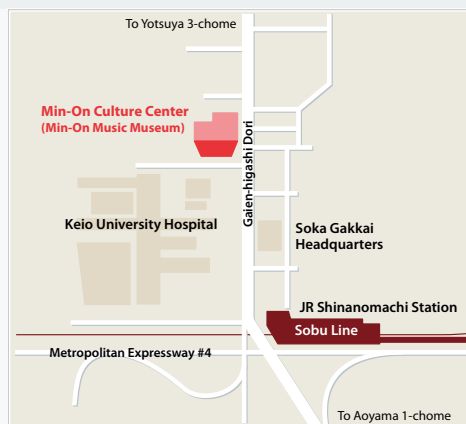 To Yotsuya 3-chome
Min-On Culture Center
(Min-On Music Museum)
Gaien-higashi Dori
Keio University Hospital
Soka Gakkai
Headquarters
JR Shinanomachi Station
Sobu Line
Metropolitan Expressway #4
To Aoyama 1-chome